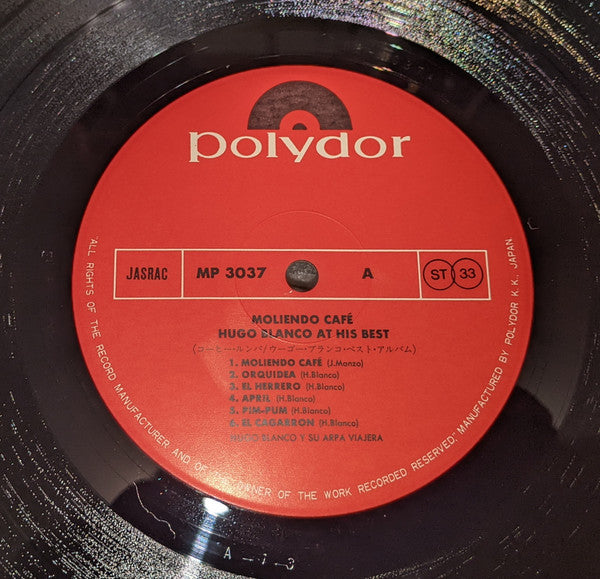 polydor
JASRAC MP 3037 A ST 33
MOLIENDO CAFÉ
HUGO BLANCO AT HIS BEST
(コーヒー・ルンバ/ウーゴー・ブランコ・ベスト・アルバム)
1. MOLIENDO CAFÉ (J.Manzo)
2. ORQUIDEA (H.Blanco)
3. EL HERRERO (H.Blanco)
4. APRIL (H.Blanco)
5. PIM-PUM (H.Blanco)
6. EL CAGARRON (H.Blanco)
HUGO BLANCO Y SU ARPA VIAJERA
"ALL RIGHTS OF THE RECORD MANUFACTURER AND OF THE OWNER OF THE WORK RECORDED RESERVED." MANUFACTURED BY POLYDOR K. K., JAPAN
A - 1 3